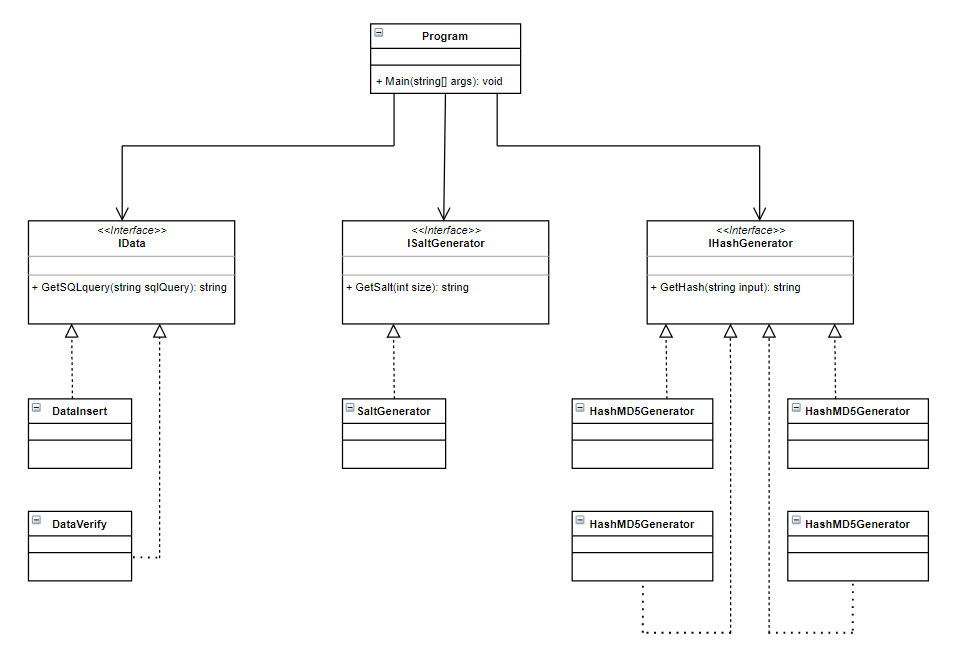 Program
+ Main(string[] args): void
<<Interface>>
IData
+ GetSQLquery(string sqlQuery): string
<<Interface>>
ISaltGenerator
+ GetSalt(int size): string
<<Interface>>
IHashGenerator
+ GetHash(string input): string
DataInsert
SaltGenerator
HashMD5Generator
HashMD5Generator
DataVerify
HashMD5Generator
HashMD5Generator